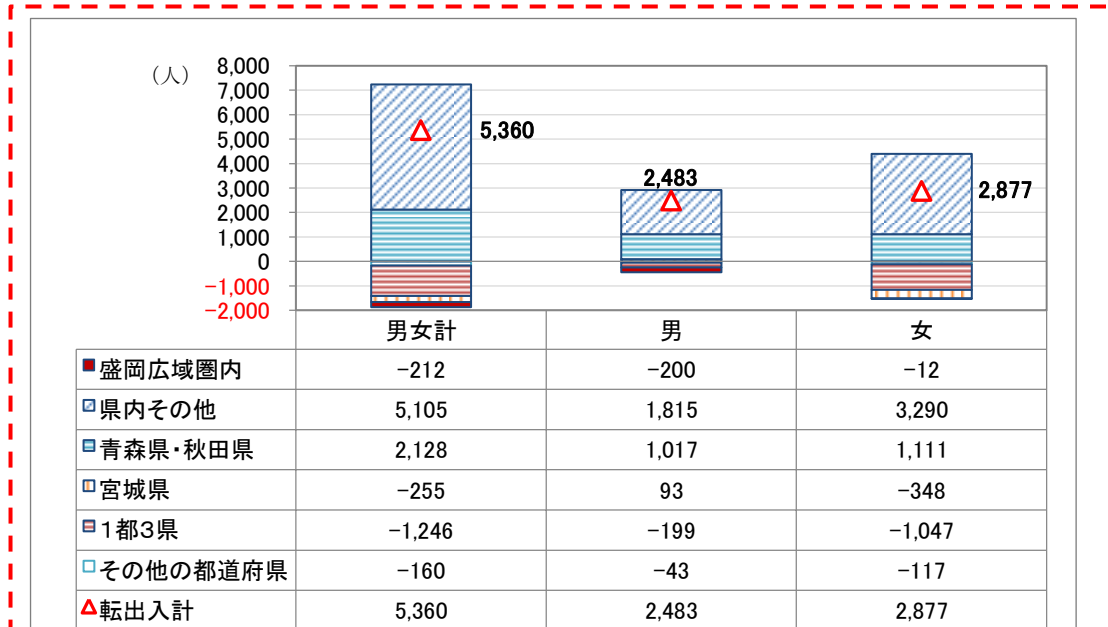 （人）
8,000
7,000
6,000
5,000
4,000
3,000
2,000
1,000
0
-1,000
-2,000
5,360
2,483
2,877
男女計 男 女
盛岡広域圏内 -212 -200 -12
県内その他 5,105 1,815 3,290
青森県・秋田県 2,128 1,017 1,111
宮城県 -255 93 -348
1都3県 -1,246 -199 -1,047
その他の都道府県 -160 -43 -117
転出入計 5,360 2,483 2,877